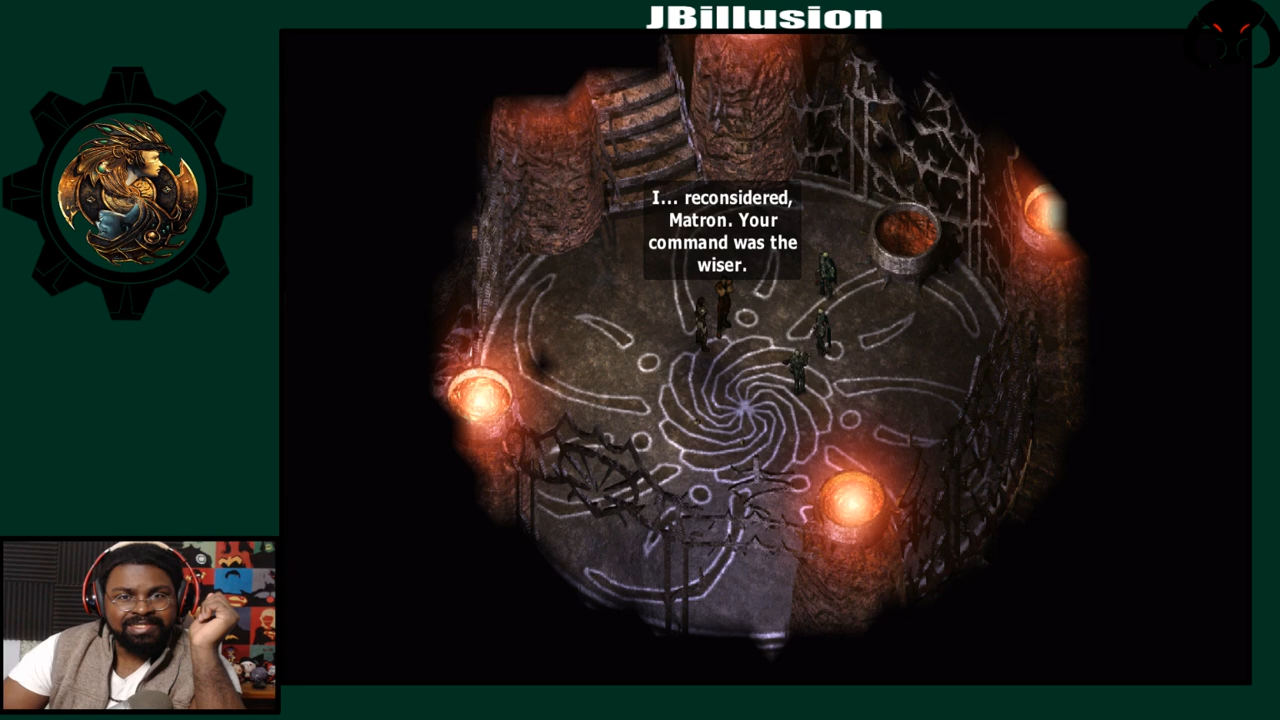 JBillusion
I... reconsidered,
Matron. Your
command was the
wiser.